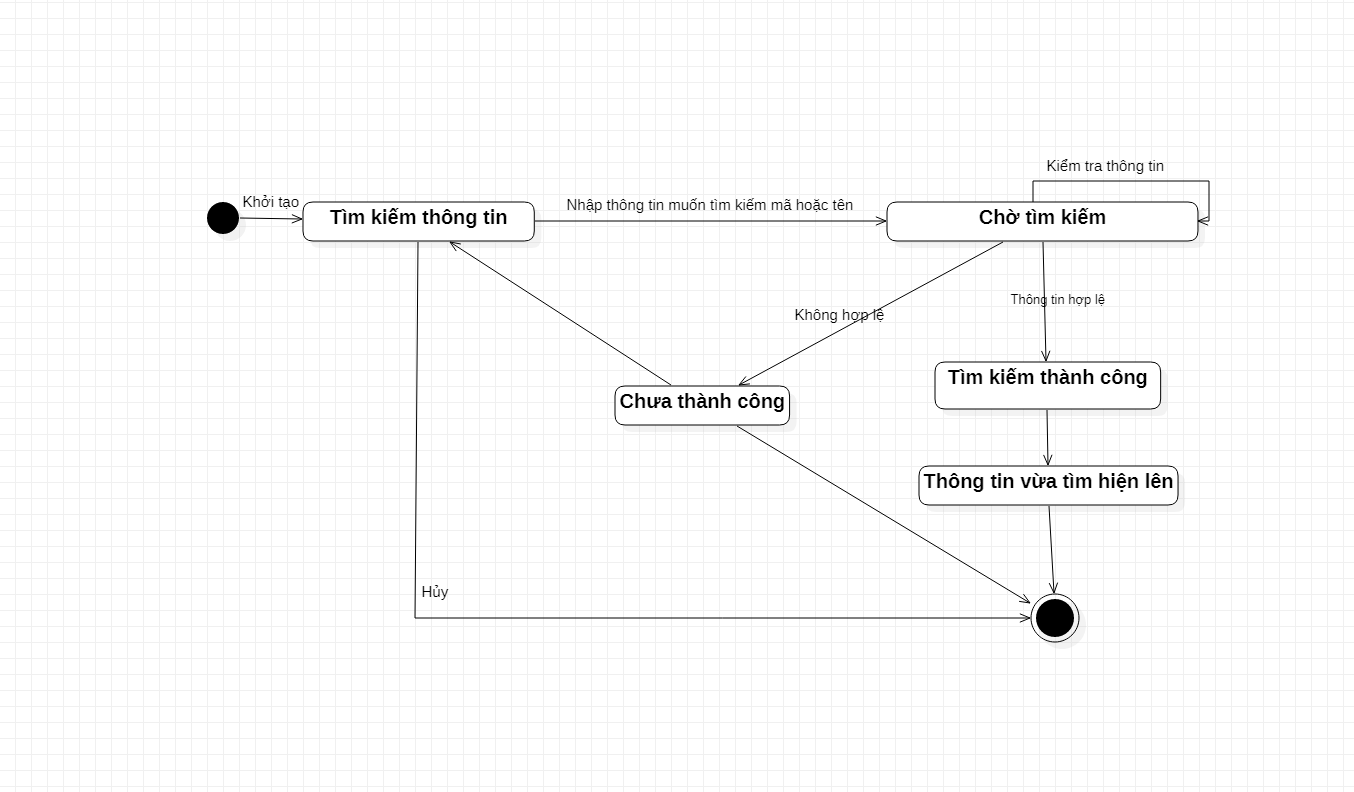 Kiểm tra thông tin
Khởi tạo
Tìm kiếm thông tin
Nhập thông tin muốn tìm kiếm mã hoặc tên
Chờ tìm kiếm
Thông tin hợp lệ
Không hợp lệ
Tìm kiếm thành công
Chưa thành công
Thông tin vừa tìm hiện lên
Hủy